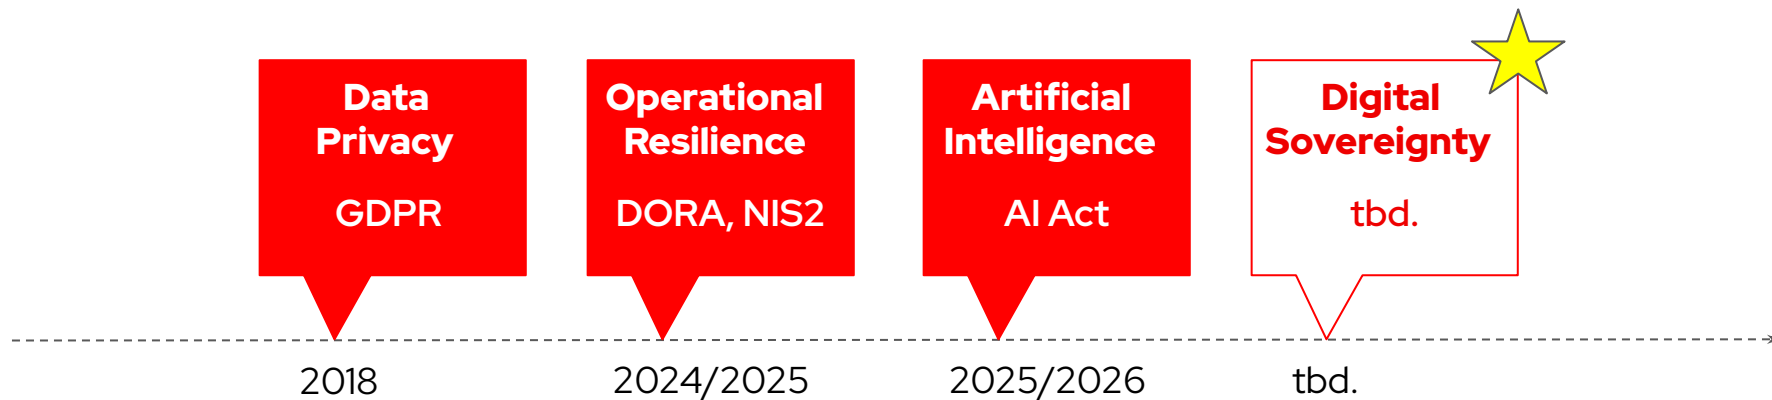 Data
Privacy
GDPR
Operational
Resilience
DORA, NIS2
Artificial
Intelligence
AI Act
Digital
Sovereignty
tbd.
2018
2024/2025
2025/2026
tbd.